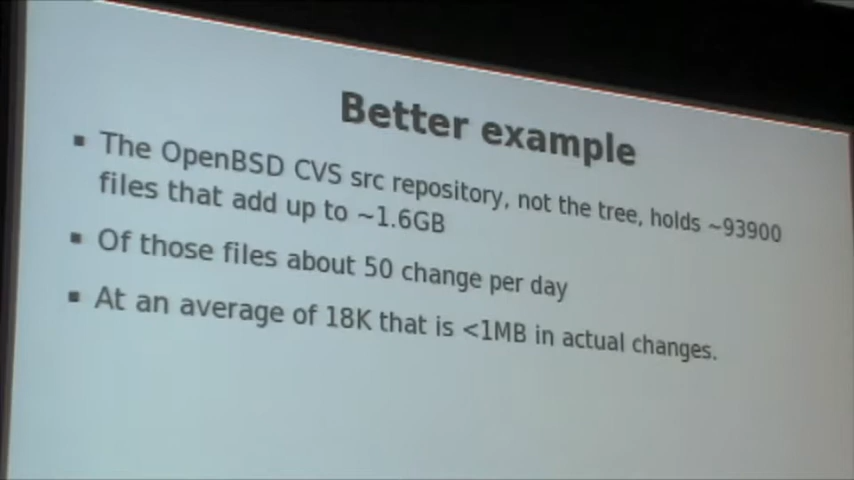 Better example
▪ The OpenBSD CVS src repository, not the tree, holds ~93900
files that add up to ~1.6GB
▪ Of those files about 50 change per day
▪ At an average of 18K that is <1MB in actual changes.